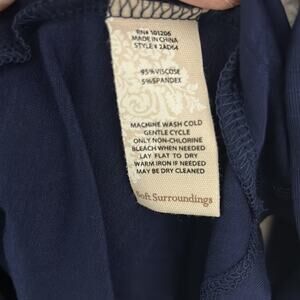 RN# 101206
MADE IN CHINA
STYLE# 2AD64
95% VISCOSE
5% SPANDEX
MACHINE WASH COLD
GENTLE CYCLE
ONLY NON-CHLORINE
BLEACH WHEN NEEDED
LAY FLAT TO DRY
WARM IRON IF NEEDED
MAY BE DRY CLEANED
Soft Surroundings